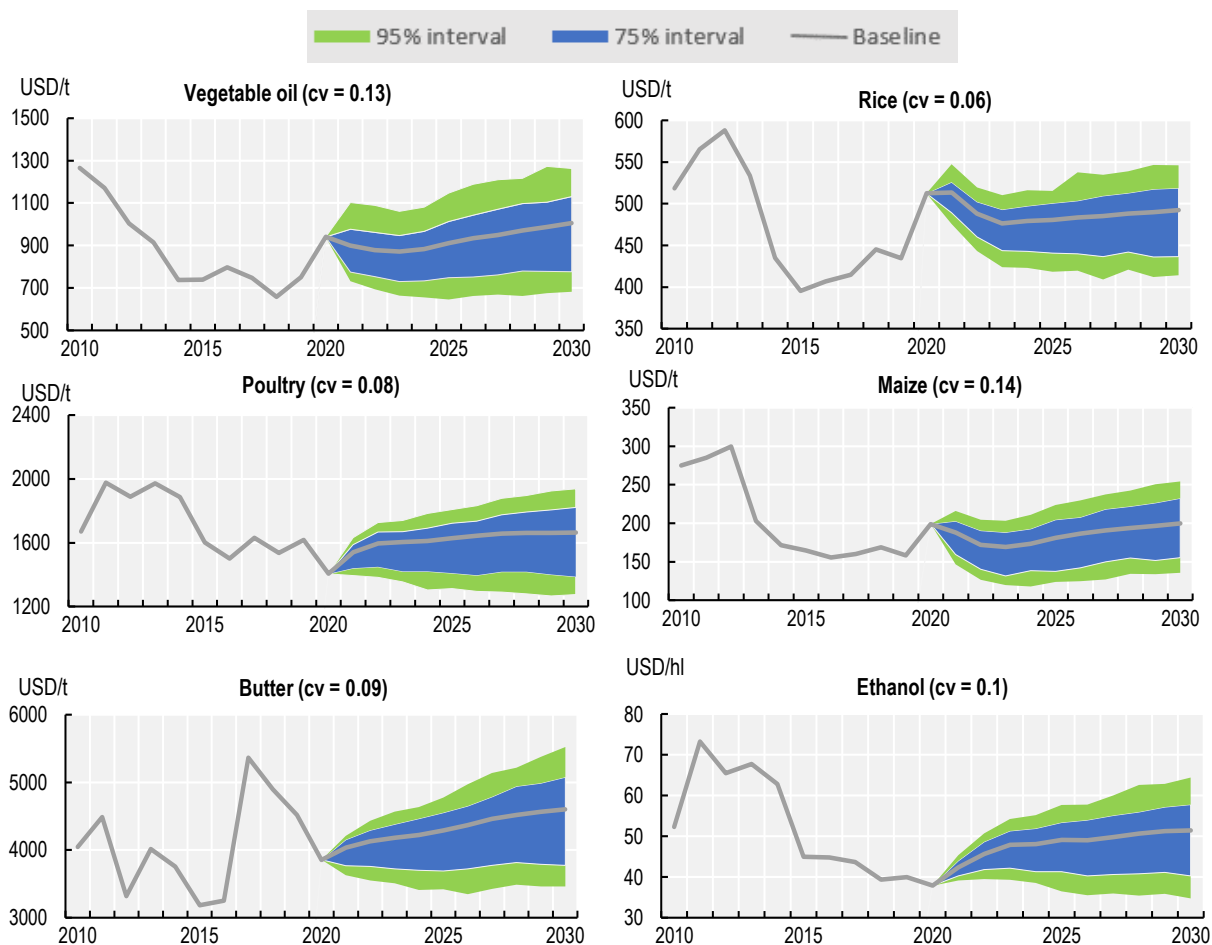 95% interval 75% interval Baseline
USD/t
Vegetable oil (cv = 0.13)
1500
1300
1100
900
700
500
2010 2015 2020 2025 2030
USD/t
Rice (cv = 0.06)
600
550
500
450
400
350
2010 2015 2020 2025 2030
USD/t
Poultry (cv = 0.08)
2400
2000
1600
1200
2010 2015 2020 2025 2030
USD/t
Maize (cv = 0.14)
350
300
250
200
150
100
2010 2015 2020 2025 2030
USD/t
Butter (cv = 0.09)
6000
5000
4000
3000
2010 2015 2020 2025 2030
USD/hl
Ethanol (cv = 0.1)
80
70
60
50
40
30
2010 2015 2020 2025 2030